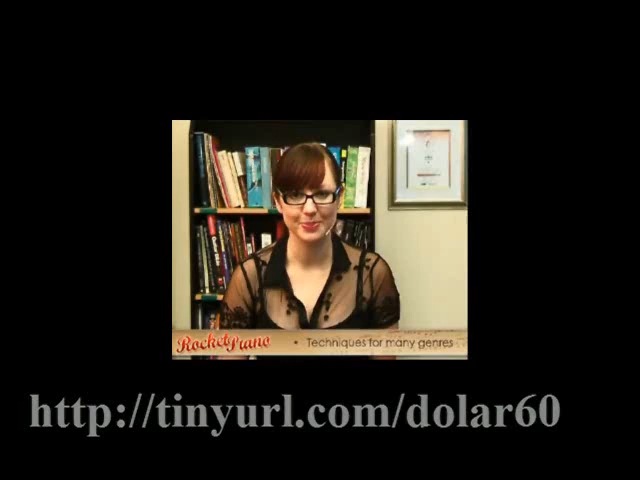 RocketPiano • Techniques for many genres
http://tinyurl.com/dolar60